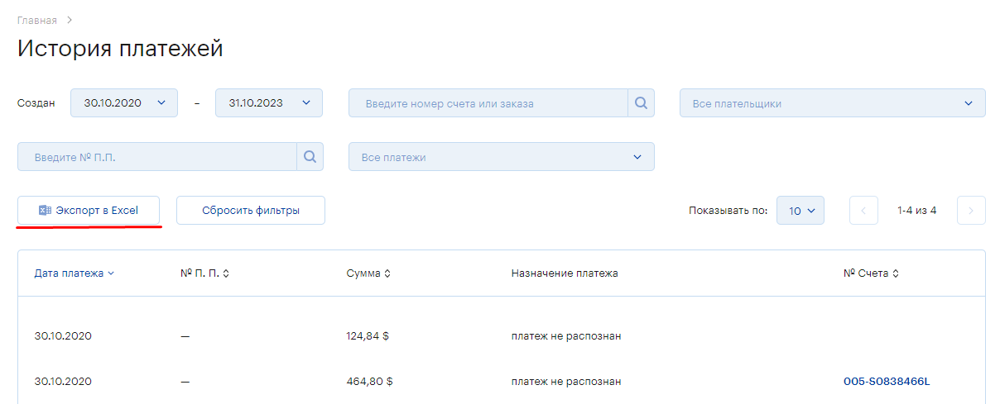 Главная
История платежей
Создан 30.10.2020 – 31.10.2023 Введите номер счета или заказа Все плательщики
Введите № П.П. Все платежи
Экспорт в Excel Сбросить фильтры Показывать по: 10 1-4 из 4
Дата платежа № П. П. Сумма Назначение платежа № Счета
30.10.2020 — 124,84 $ платеж не распознан
30.10.2020 — 464,80 $ платеж не распознан 005-S0838466L